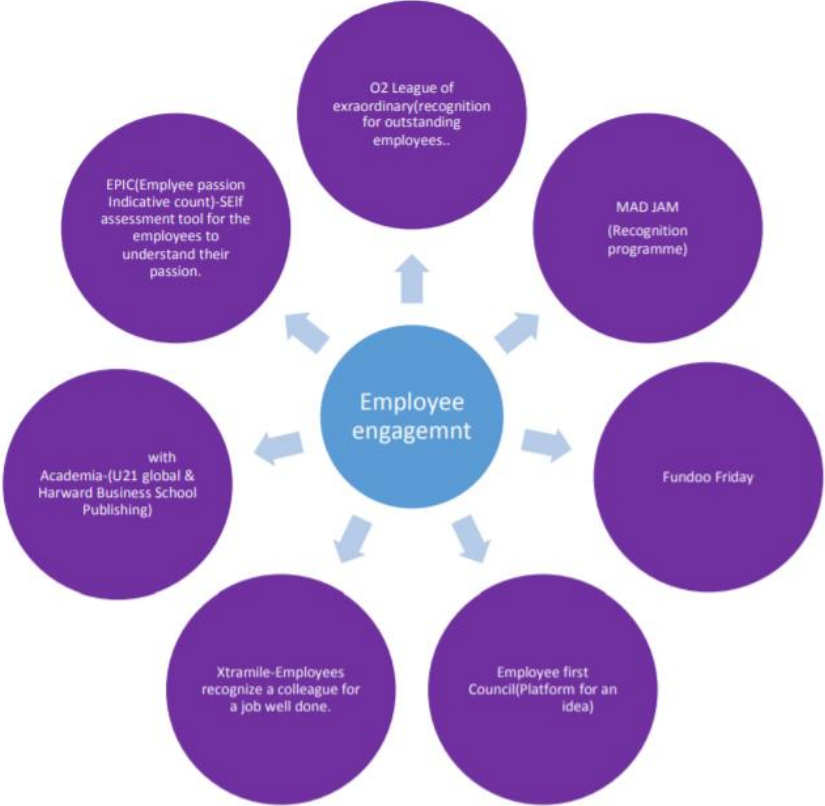 O2 League of
exraordinary(recognition
for outstanding
employees..
MAD JAM
(Recognition
programme)
Fundoo Friday
Employee first
Council(Platform for an
idea)
Xtramile-Employees
recognize a colleague for
a job well done.
with
Academia-(U21 global &
Harward Business School
Publishing)
EPIC(Emplyee passion
Indicative count)-SEIf
assessment tool for the
employees to
understand their
passion.
Employee
engagemnt